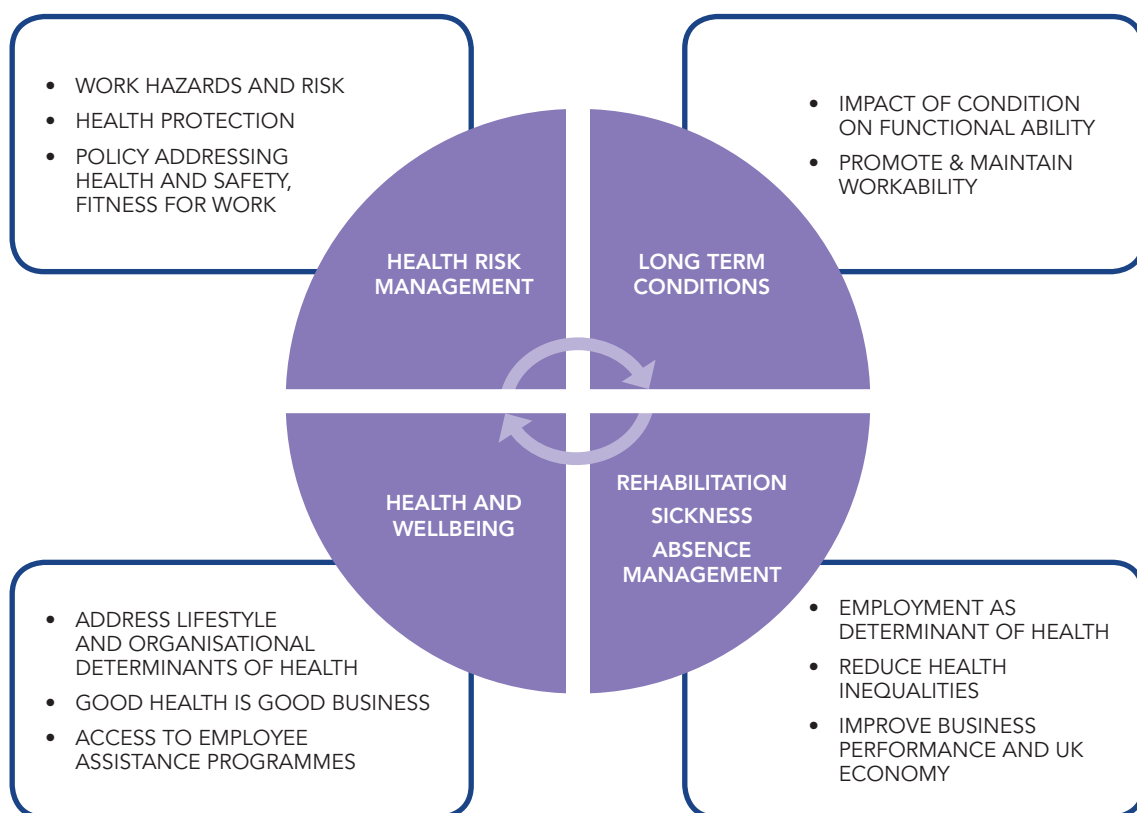 • WORK HAZARDS AND RISK
• HEALTH PROTECTION
• POLICY ADDRESSING
HEALTH AND SAFETY,
FITNESS FOR WORK
• IMPACT OF CONDITION
ON FUNCTIONAL ABILITY
• PROMOTE & MAINTAIN
WORKABILITY
HEALTH RISK
MANAGEMENT
LONG TERM
CONDITIONS
HEALTH AND
WELLBEING
REHABILITATION
SICKNESS
ABSENCE
MANAGEMENT
• ADDRESS LIFESTYLE
AND ORGANISATIONAL
DETERMINANTS OF HEALTH
• GOOD HEALTH IS GOOD BUSINESS
• ACCESS TO EMPLOYEE
ASSISTANCE PROGRAMMES
• EMPLOYMENT AS
DETERMINANT OF HEALTH
• REDUCE HEALTH
INEQUALITIES
• IMPROVE BUSINESS
PERFORMANCE AND UK
ECONOMY